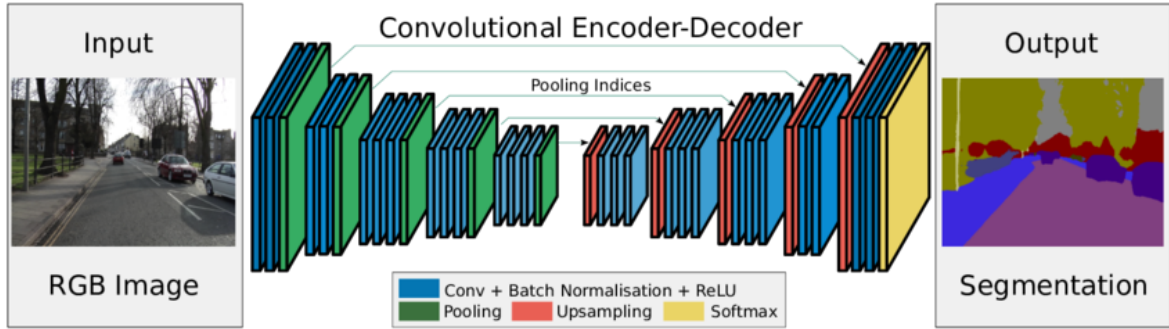 Input
RGB Image
Convolutional Encoder-Decoder
Pooling Indices
Conv + Batch Normalisation + ReLU
Pooling
Upsampling
Softmax
Output
Segmentation